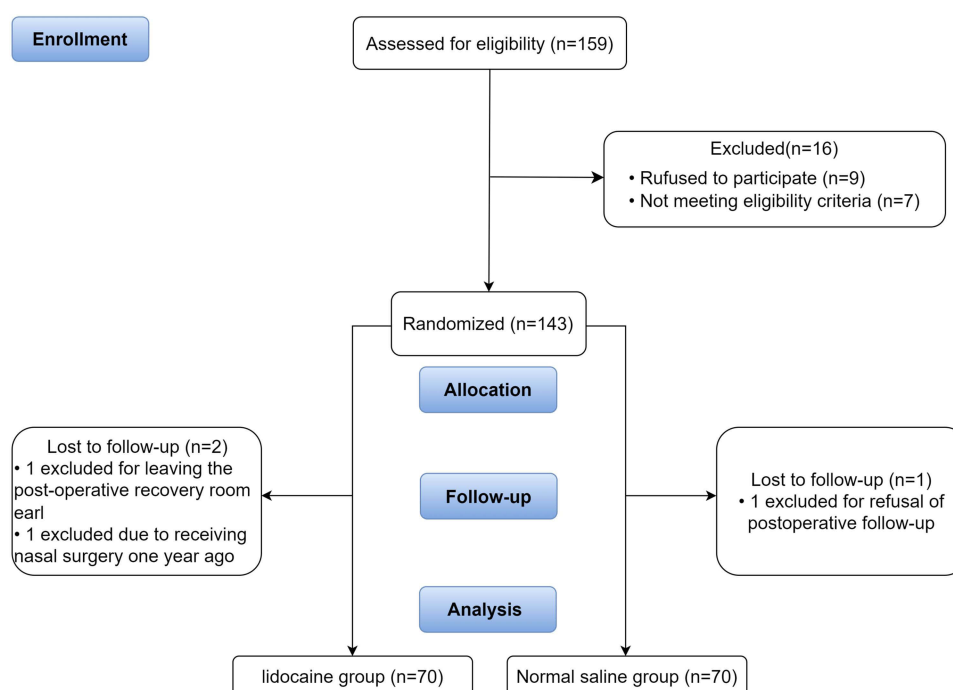 Enrollment
Assessed for eligibility (n=159)
Excluded(n=16)
• Rufused to participate (n=9)
• Not meeting eligibility criteria (n=7)
Randomized (n=143)
Allocation
Lost to follow-up (n=2)
• 1 excluded for leaving the
post-operative recovery room
earl
• 1 excluded due to receiving
nasal surgery one year ago
Follow-up
Lost to follow-up (n=1)
• 1 excluded for refusal of
postoperative follow-up
Analysis
lidocaine group (n=70)
Normal saline group (n=70)